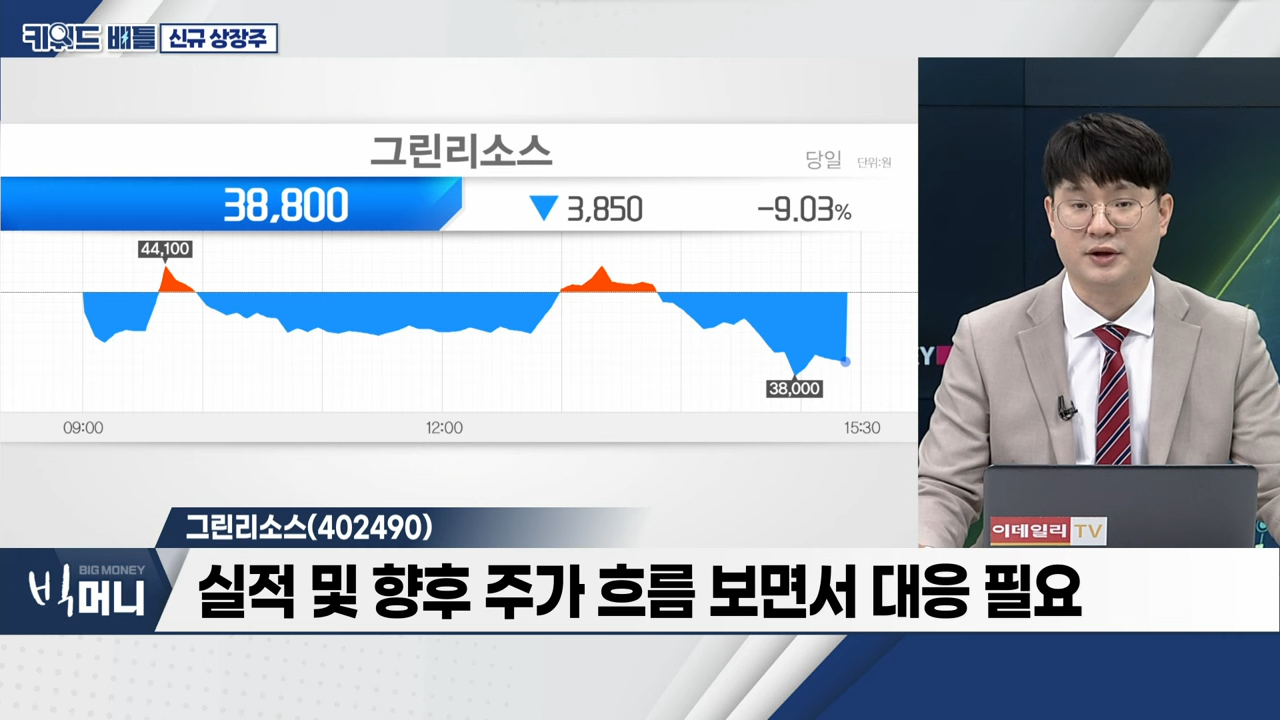 키워드 배틀 신규 상장주
그린리소스
당일 단위:원
38,800 ▼ 3,850 -9.03%
44,100
38,000
09:00 12:00 15:30
그린리소스(402490)
빅머니 BIG MONEY
실적 및 향후 주가 흐름 보면서 대응 필요
이데일리 TV